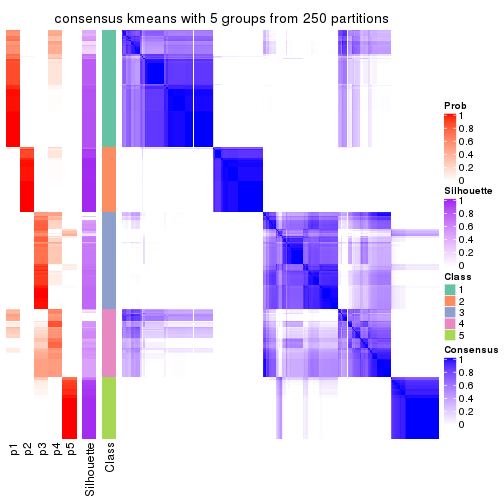 consensus kmeans with 5 groups from 250 partitions
Prob
1
0.8
0.6
0.4
0.2
0
Silhouette
1
0.8
0.6
0.4
0.2
0
Class
1
2
3
4
5
Consensus
1
0.8
0.6
0.4
0.2
0
p1
p2
p3
p4
p5
Silhouette
Class